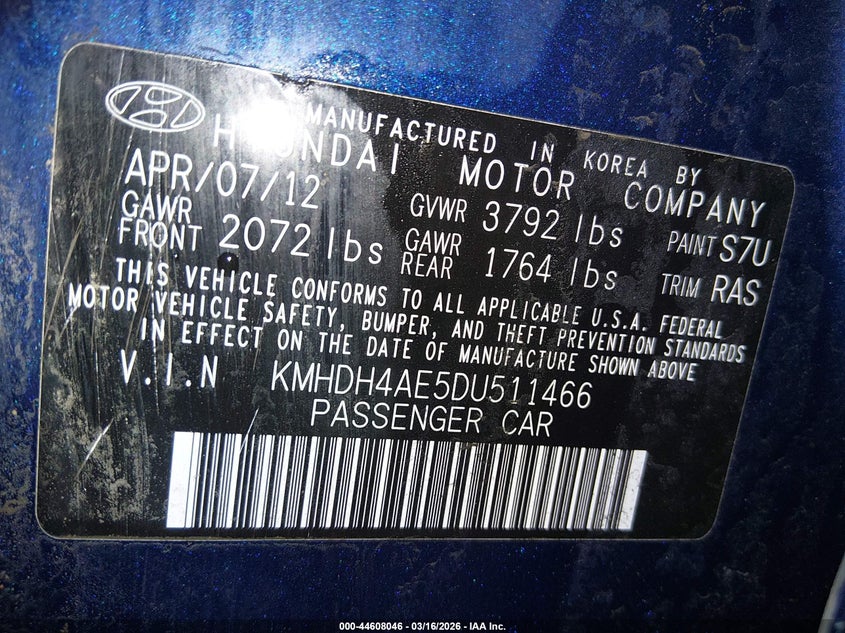 MANUFACTURED IN KOREA BY
HYUNDAI MOTOR COMPANY
APR/07/12 GVWR 3792 lbs PAINT S7U
GAWR FRONT 2072 lbs GAWR REAR 1764 lbs TRIM RAS
THIS VEHICLE CONFORMS TO ALL APPLICABLE U.S.A. FEDERAL
MOTOR VEHICLE SAFETY, BUMPER, AND THEFT PREVENTION STANDARDS
IN EFFECT ON THE DATE OF MANUFACTURE SHOWN ABOVE
V.I.N KMHDH4AE5DU511466
PASSENGER CAR
000-44608046 - 03/16/2026 - IAA Inc.